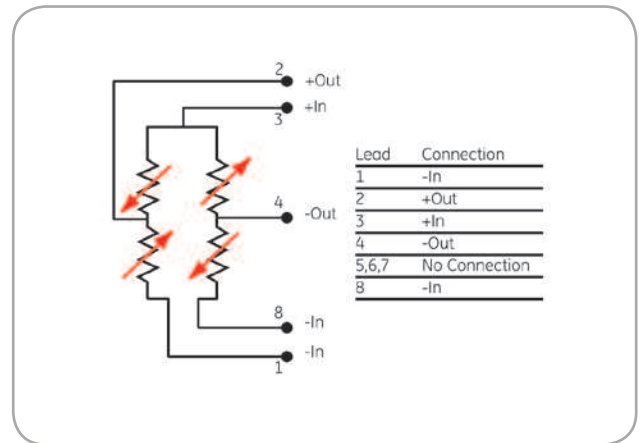 2
+Out
+In
3
4
-Out
8
-In
-In
1
Lead Connection
1 -In
2 +Out
3 +In
4 -Out
5,6,7 No Connection
8 -In